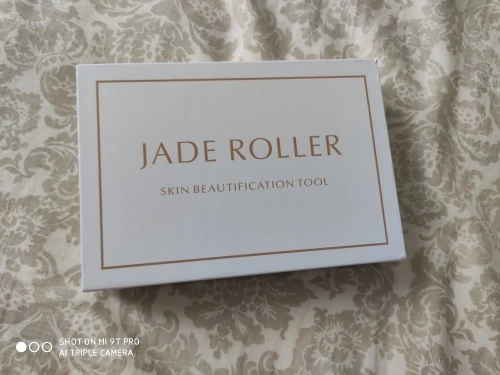 JADE ROLLER
SKIN BEAUTIFICATION TOOL
SHOT ON MI 9T PRO
AI TRIPLE CAMERA